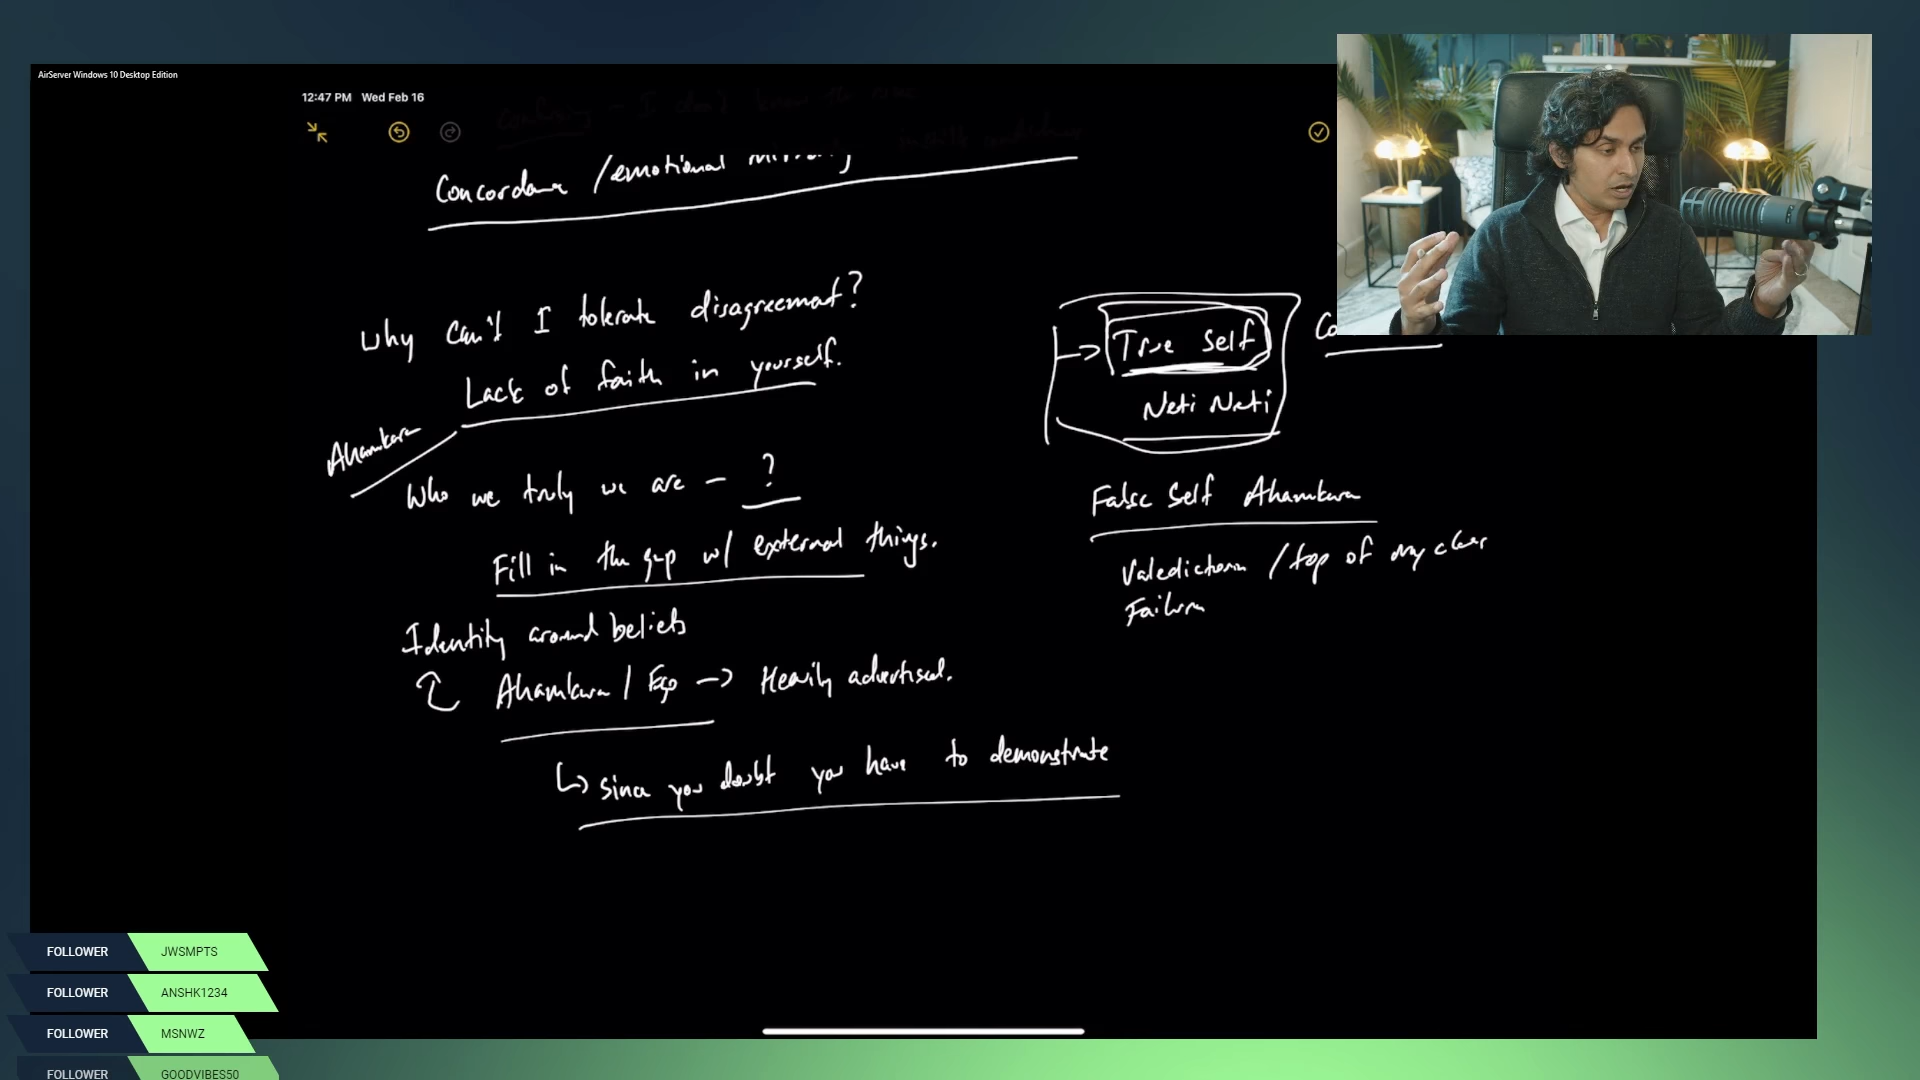 AirServer Windows 10 Desktop Edition
12:47 PM Wed Feb 16
Concordance /emotional
Why can't I tolerate disagreement?
Lack of faith in yourself.
Ahamkara
Who we truly we are - ?
Fill in the gap w/ external things.
Identity around beliefs
Ahamkara / Ego -> Heavily advertised.
Since you doubt you have to demonstrate
True Self
Neti Neti
False Self Ahamkara
Valedictorian / top of my class
Failure
FOLLOWER JWSMPTS
FOLLOWER ANSHK1234
FOLLOWER MSNWZ
FOLLOWER GOODVIBES50